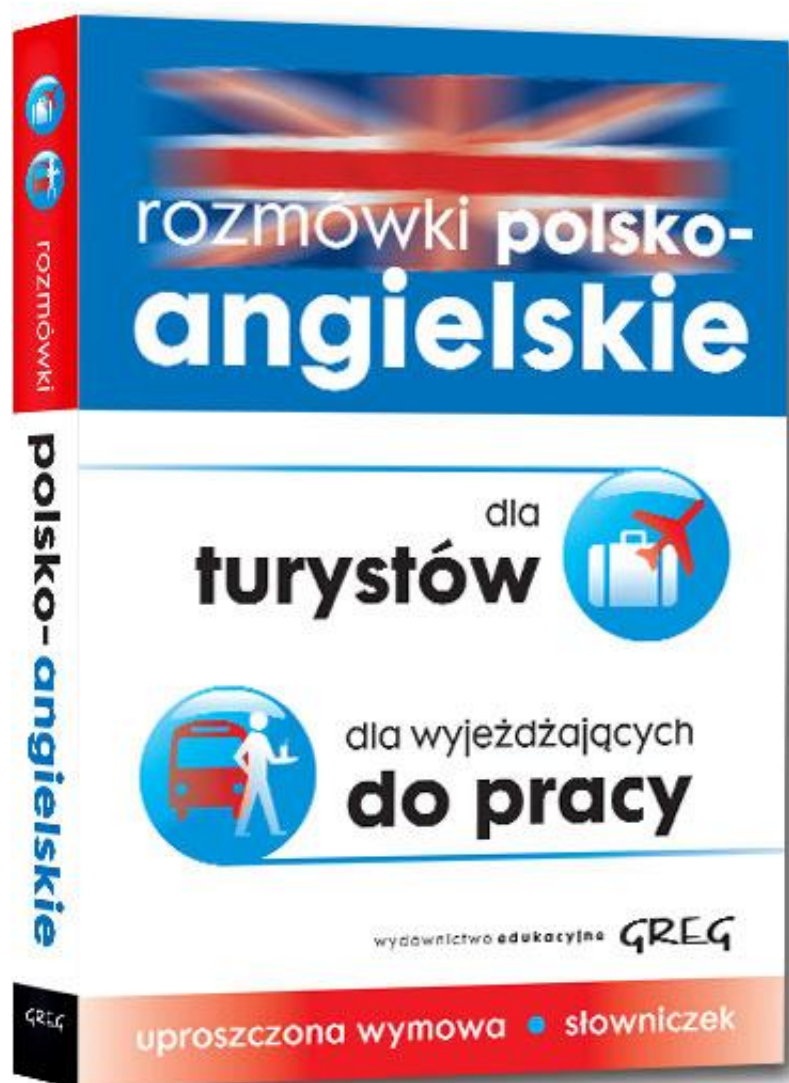 rozmówki polsko-
angielskie
dla
turystów
dla wyjeżdżających
do pracy
wydawnictwo edukacyjne GREG
uproszczona wymowa • słowniczek
rozmówki
polsko-angielskie
GREG